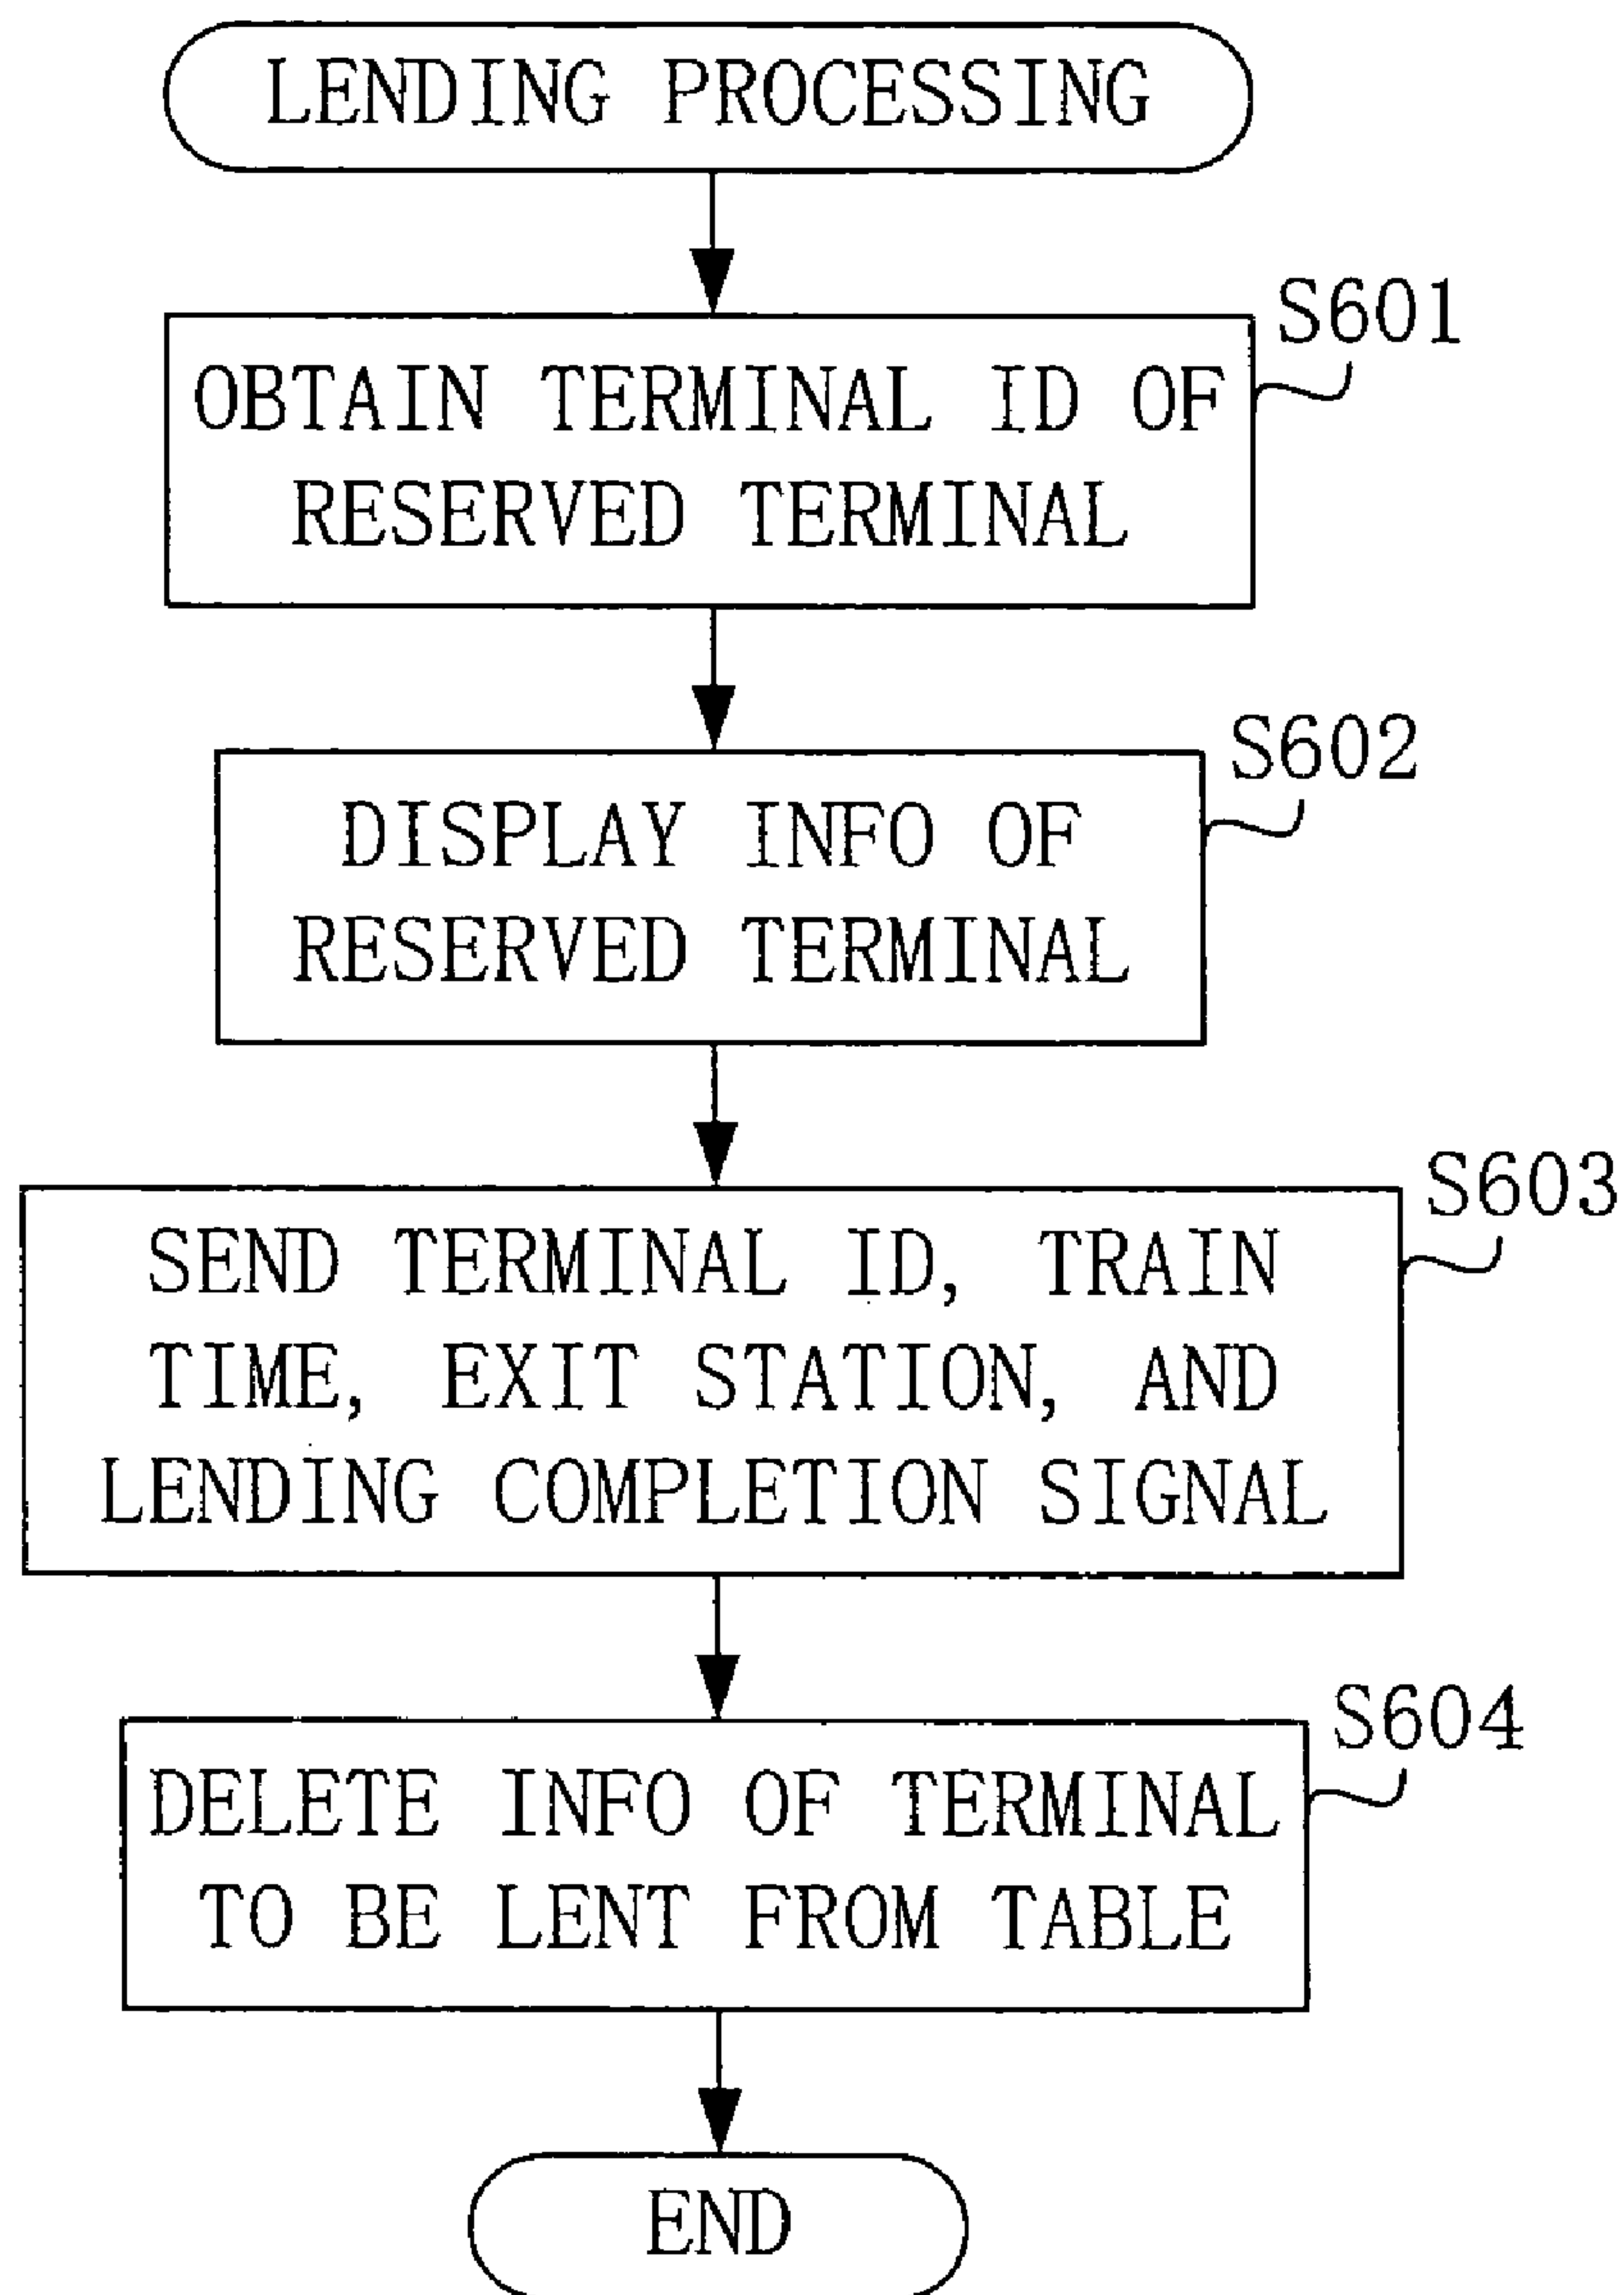 LENDING PROCESSING
S601
OBTAIN TERMINAL ID OF
RESERVED TERMINAL
S602
DISPLAY INFO OF
RESERVED TERMINAL
S603
SEND TERMINAL ID, TRAIN
TIME, EXIT STATION, AND
LENDING COMPLETION SIGNAL
S604
DELETE INFO OF TERMINAL
TO BE LENT FROM TABLE
END